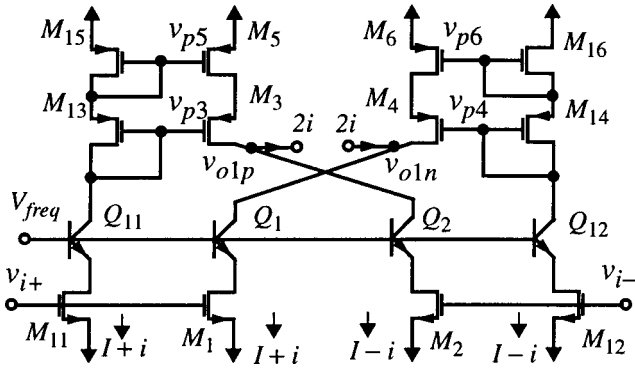 M15 vp5 M5 M6 vp6 M16
M13 vp3 M3 M4 vp4 M14
2i 2i
vo1p vo1n
Vfreq Q11 Q1 Q2 Q12
vi+ vi−
M11 M1 M2 M12
I+i I+i I−i I−i